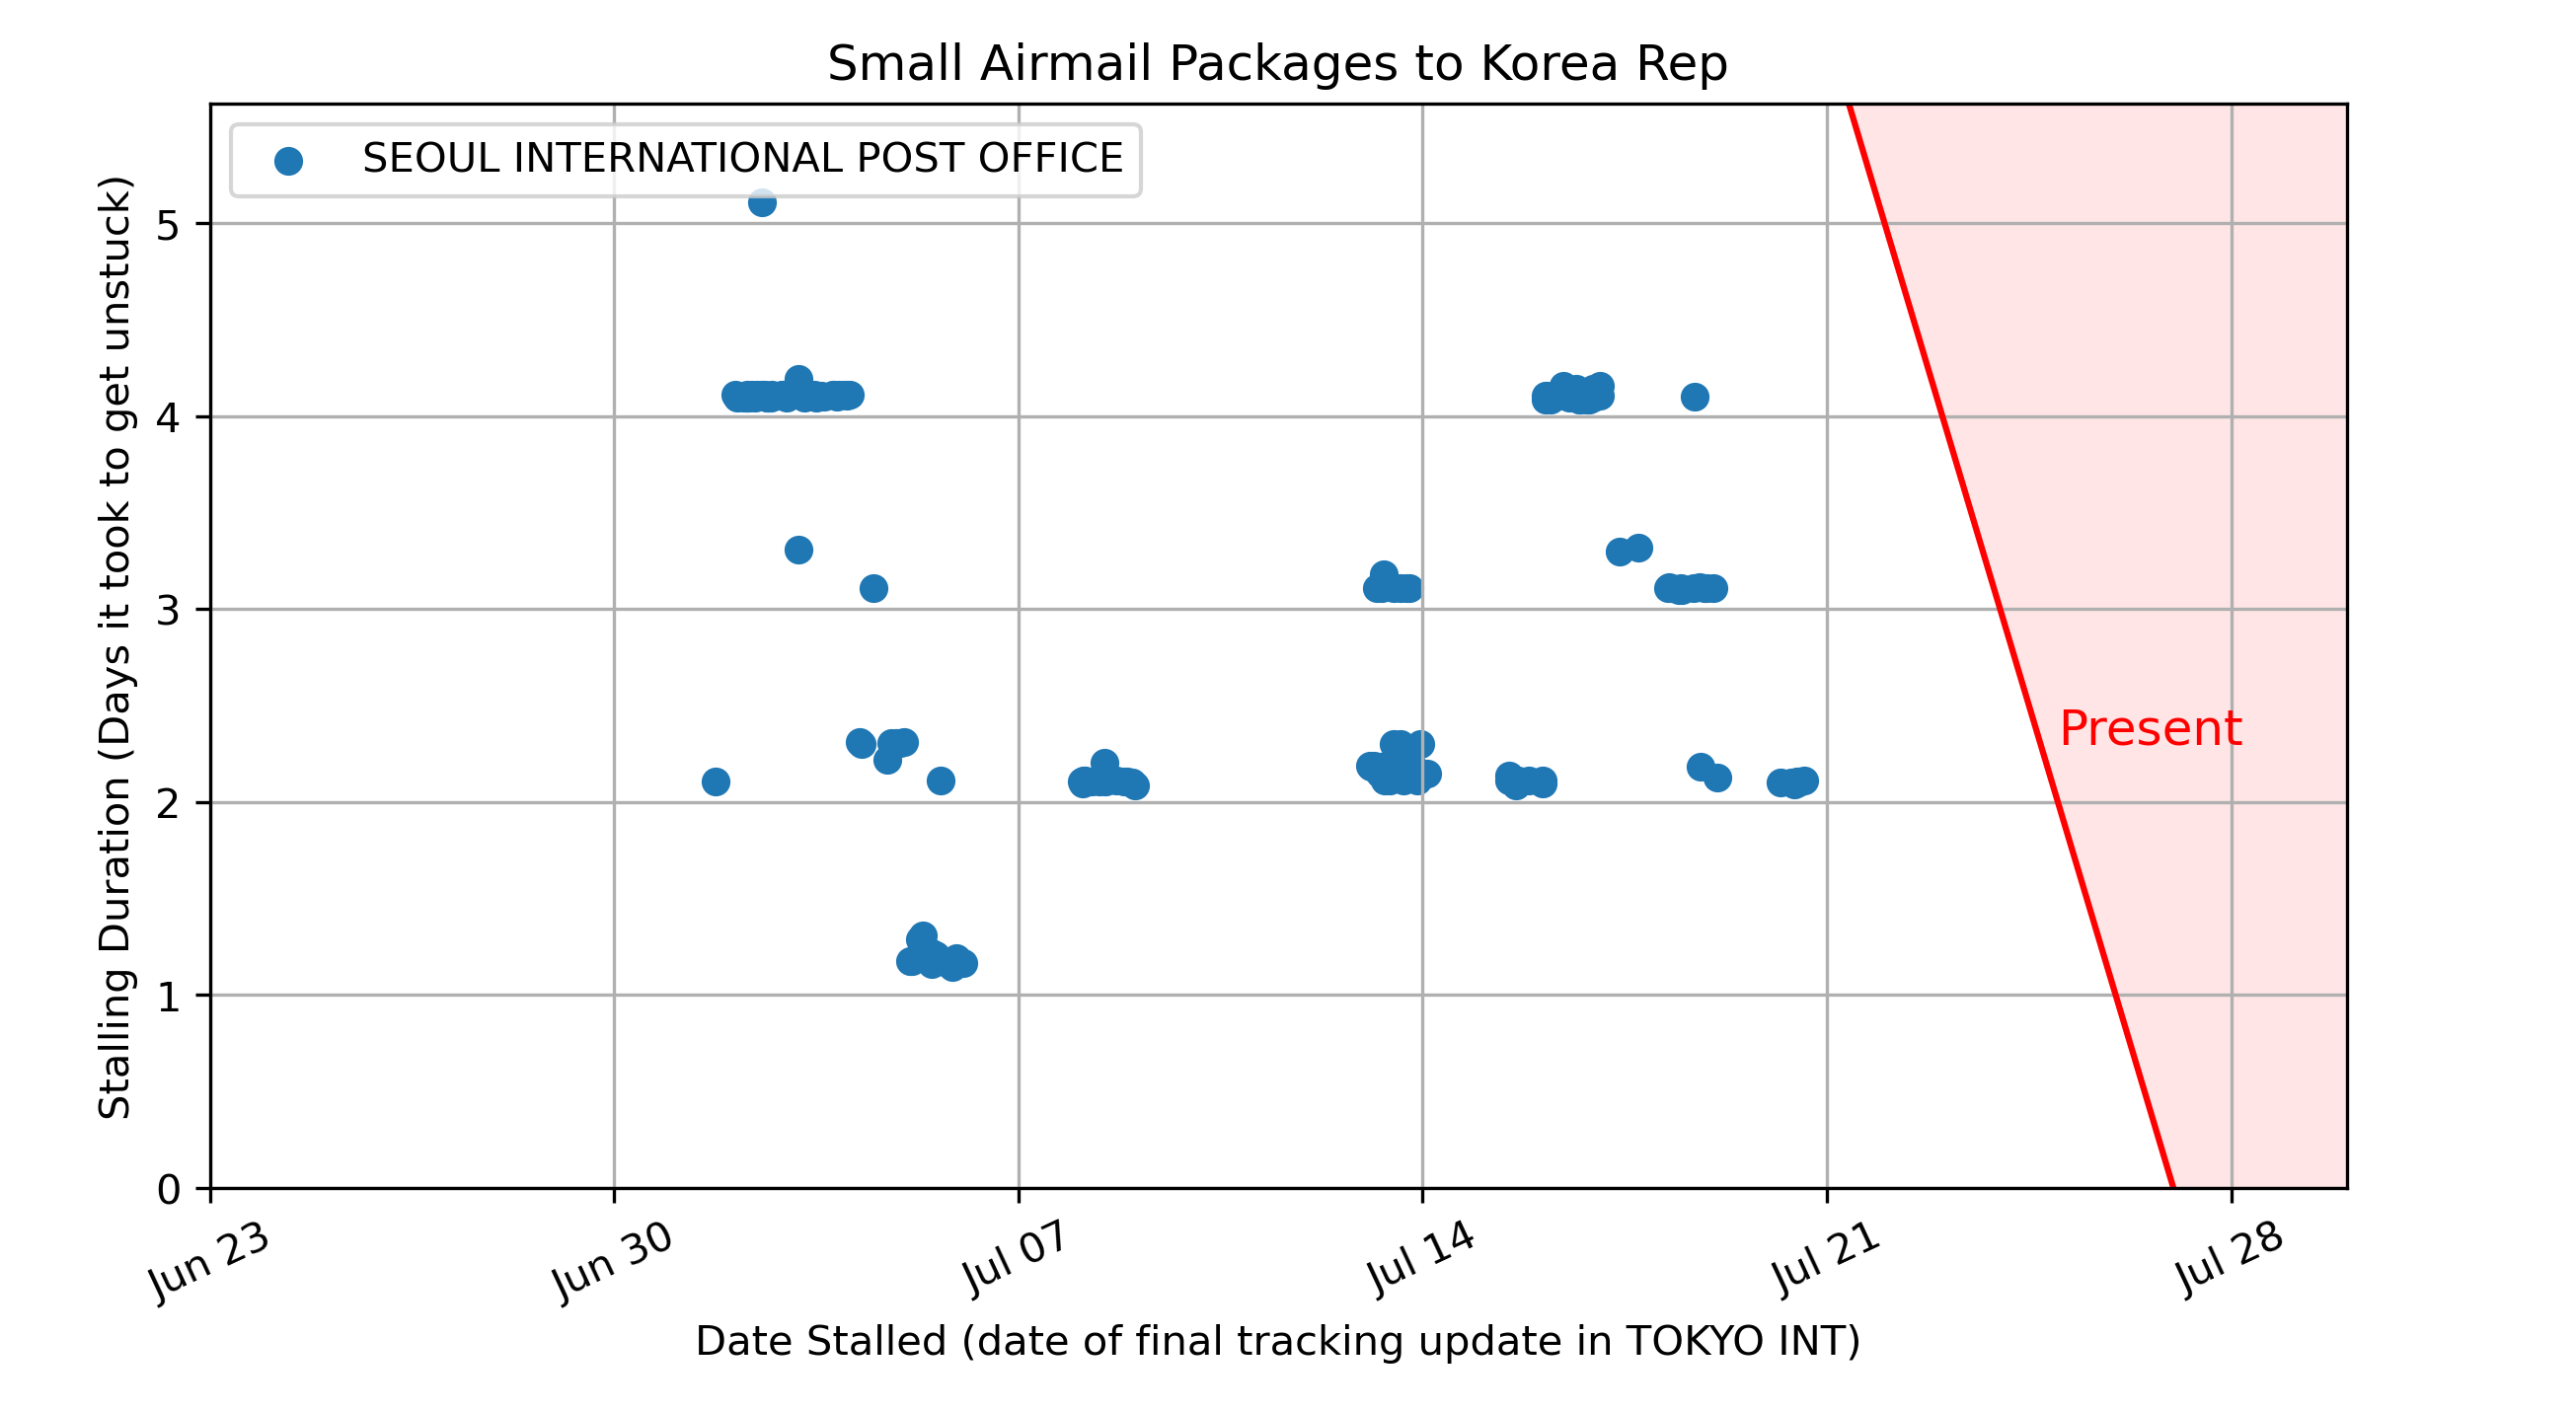 Small Airmail Packages to Korea Rep
SEOUL INTERNATIONAL POST OFFICE
Stalling Duration (Days it took to get unstuck)
5
4
3
2
1
0
Present
Jun 23
Jun 30
Jul 07
Jul 14
Jul 21
Jul 28
Date Stalled (date of final tracking update in TOKYO INT)